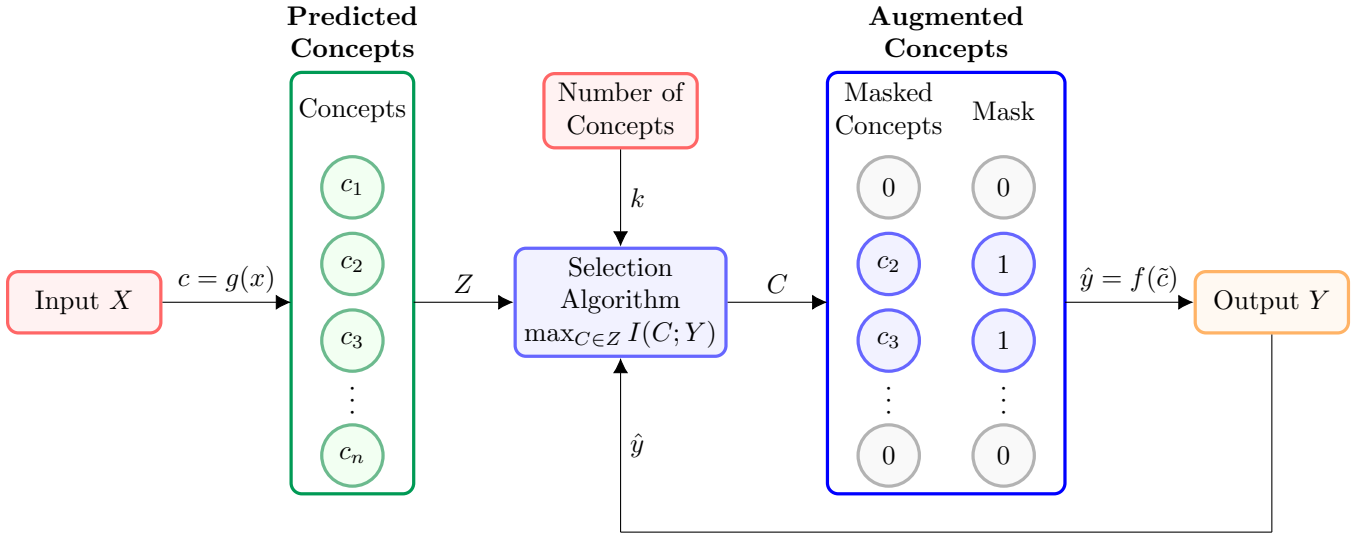 Predicted
Concepts
Augmented
Concepts
Concepts
c₁
c₂
c₃
⋮
cₙ
Number of
Concepts
k
Input X
c = g(x)
Z
Selection
Algorithm
max_{C∈Z} I(C; Y)
C
ŷ
Masked
Concepts
Mask
0 0
c₂ 1
c₃ 1
⋮ ⋮
0 0
ŷ = f(c̃)
Output Y